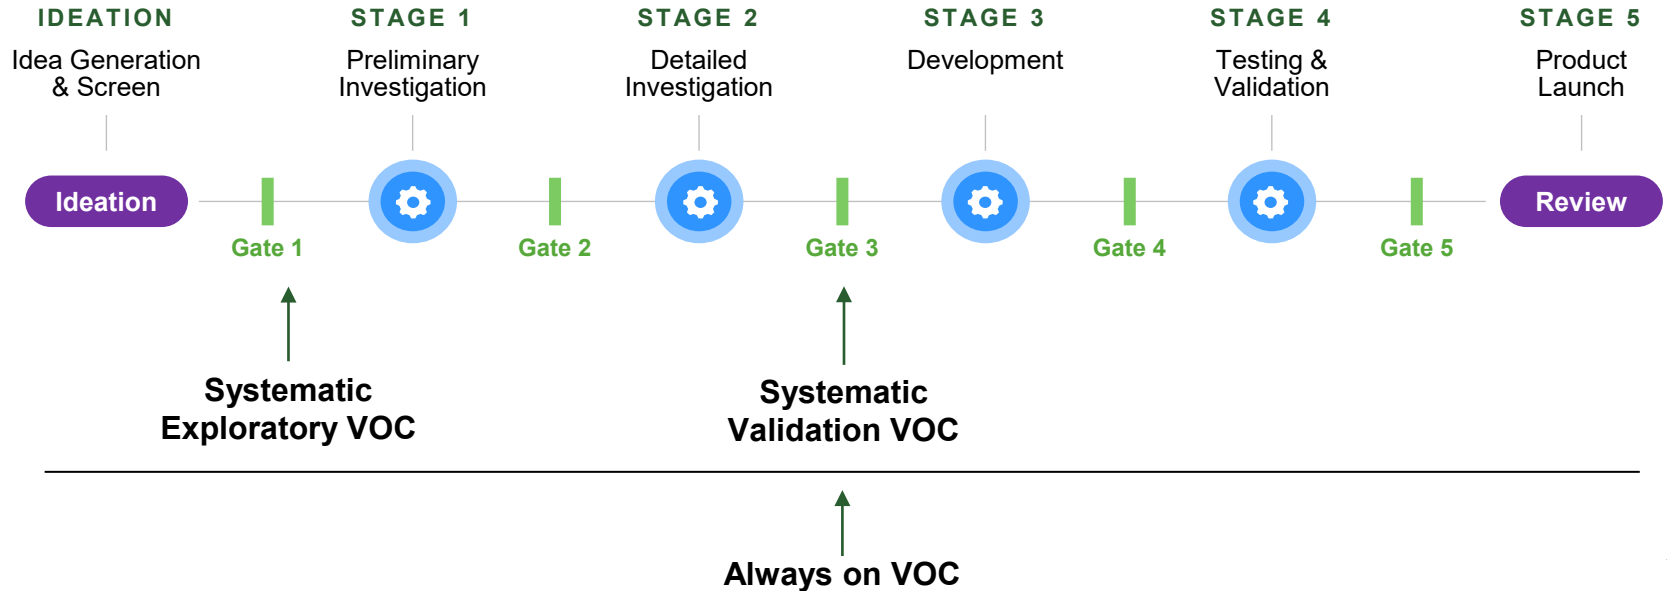 IDEATION
STAGE 1
STAGE 2
STAGE 3
STAGE 4
STAGE 5
Idea Generation
& Screen
Preliminary
Investigation
Detailed
Investigation
Development
Testing &
Validation
Product
Launch
Ideation
Review
Gate 1
Gate 2
Gate 3
Gate 4
Gate 5
Systematic
Exploratory VOC
Systematic
Validation VOC
Always on VOC